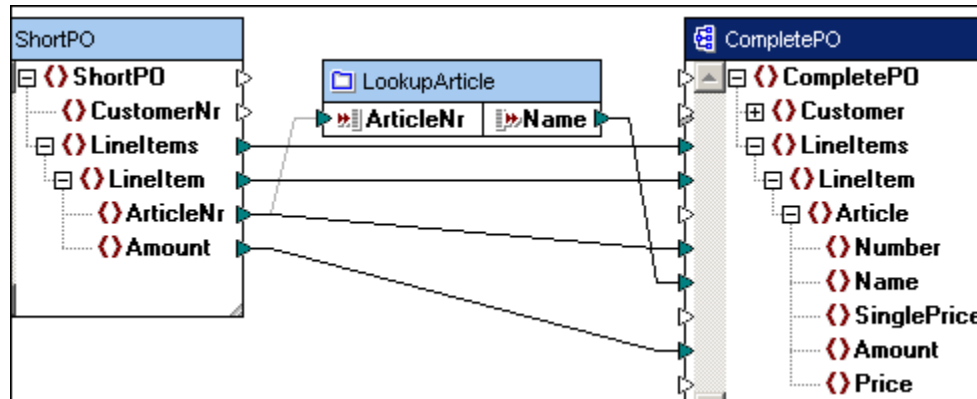 ShortPO
ShortPO
CustomerNr
LineItems
LineItem
ArticleNr
Amount
LookupArticle
ArticleNr
Name
CompletePO
CompletePO
Customer
LineItems
LineItem
Article
Number
Name
SinglePrice
Amount
Price